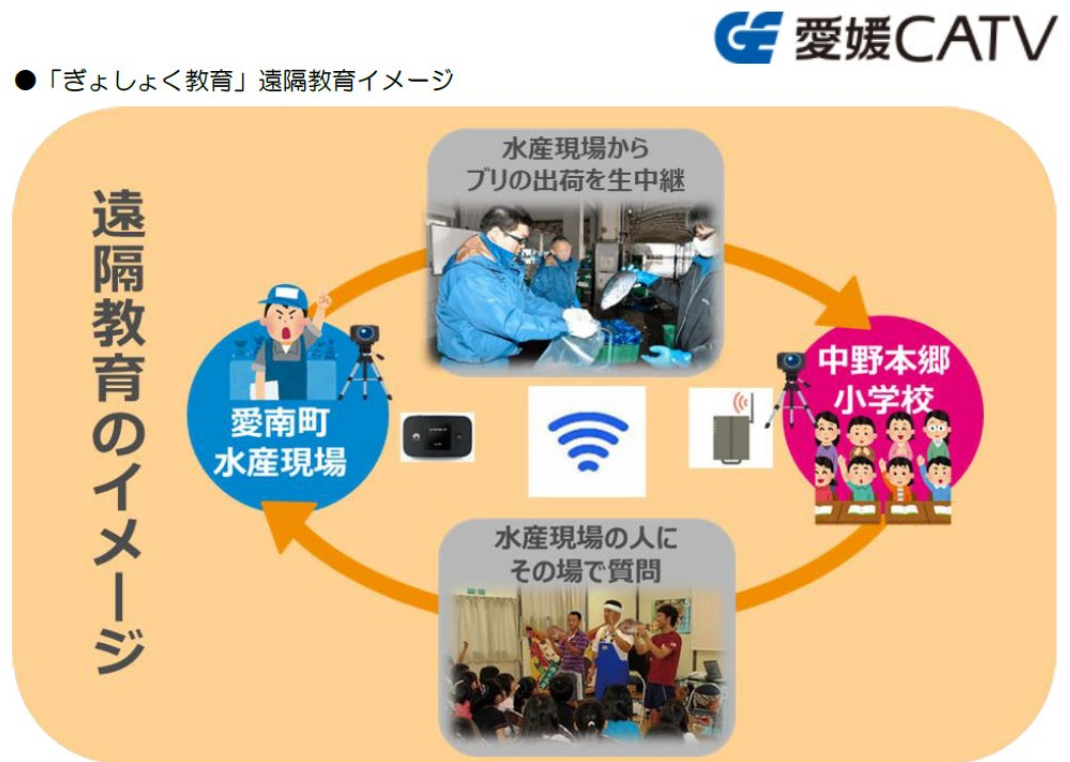 愛媛CATV
●「ぎょしょく教育」遠隔教育イメージ
遠隔教育のイメージ
水産現場から
ブリの出荷を生中継
愛南町
水産現場
中野本郷
小学校
水産現場の人に
その場で質問